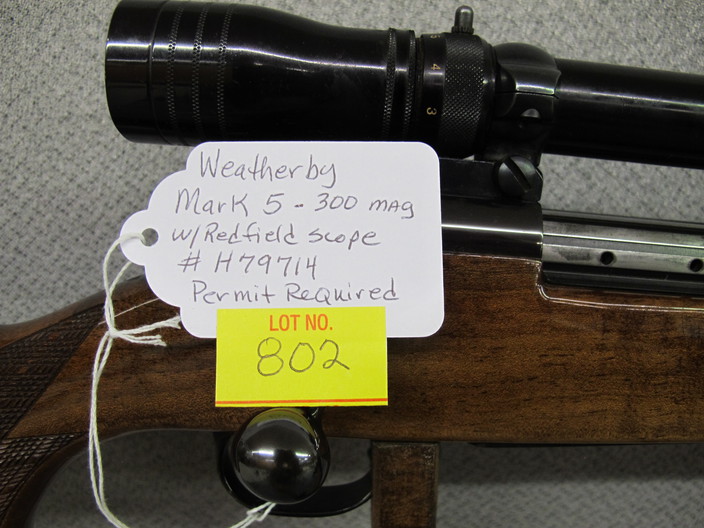 4
3
Weatherby
Mark 5 - 300 mag
w/Redfield scope
# H79714
Permit Required
LOT NO.
802